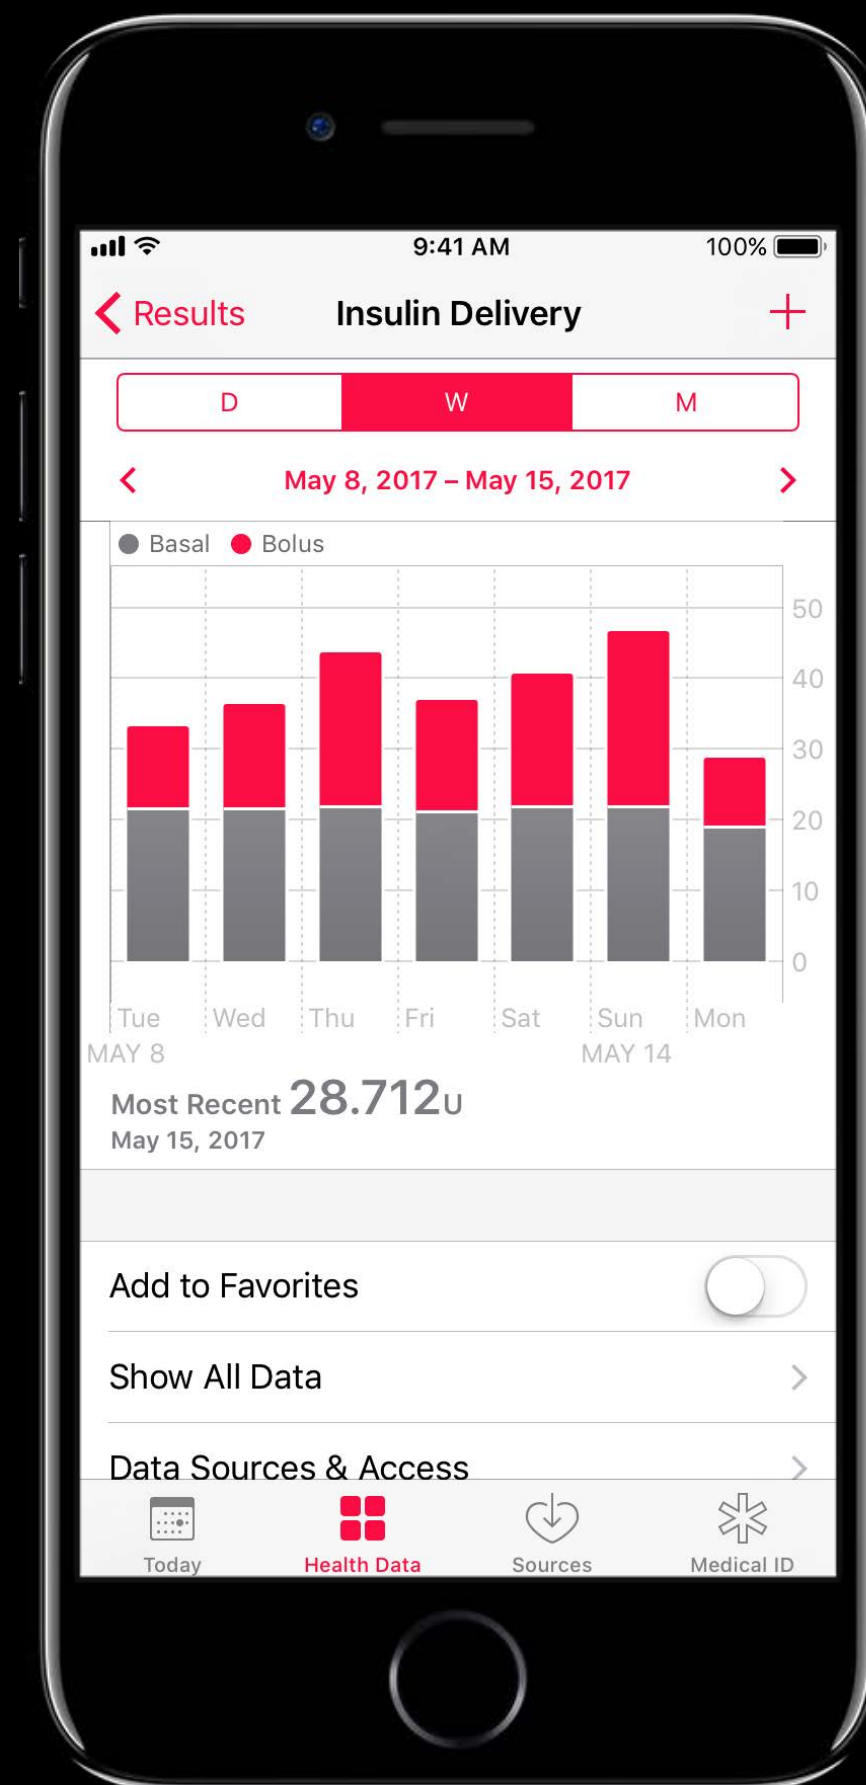 9:41 AM 100%
Results Insulin Delivery
D W M
May 8, 2017 – May 15, 2017
Basal Bolus
50
40
30
20
10
0
Tue Wed Thu Fri Sat Sun Mon
MAY 8 MAY 14
Most Recent 28.712U
May 15, 2017
Add to Favorites
Show All Data
Data Sources & Access
Today Health Data Sources Medical ID